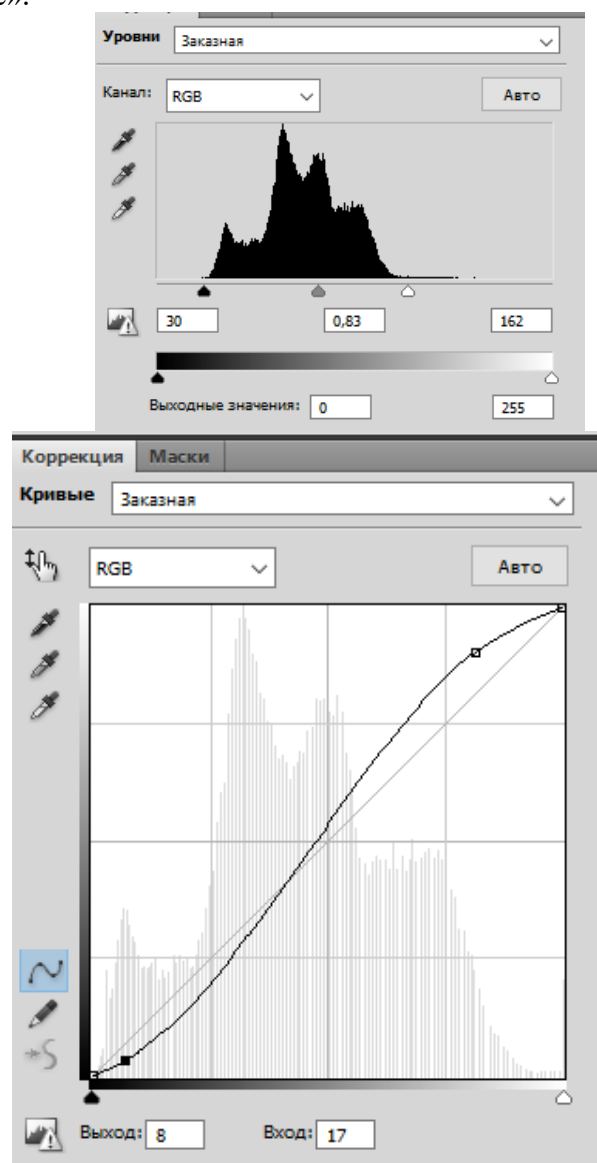 Уровни Заказная
Канал: RGB Авто
30 0,83 162
Выходные значения: 0 255
Коррекция Маски
Кривые Заказная
RGB Авто
Выход: 8 Вход: 17